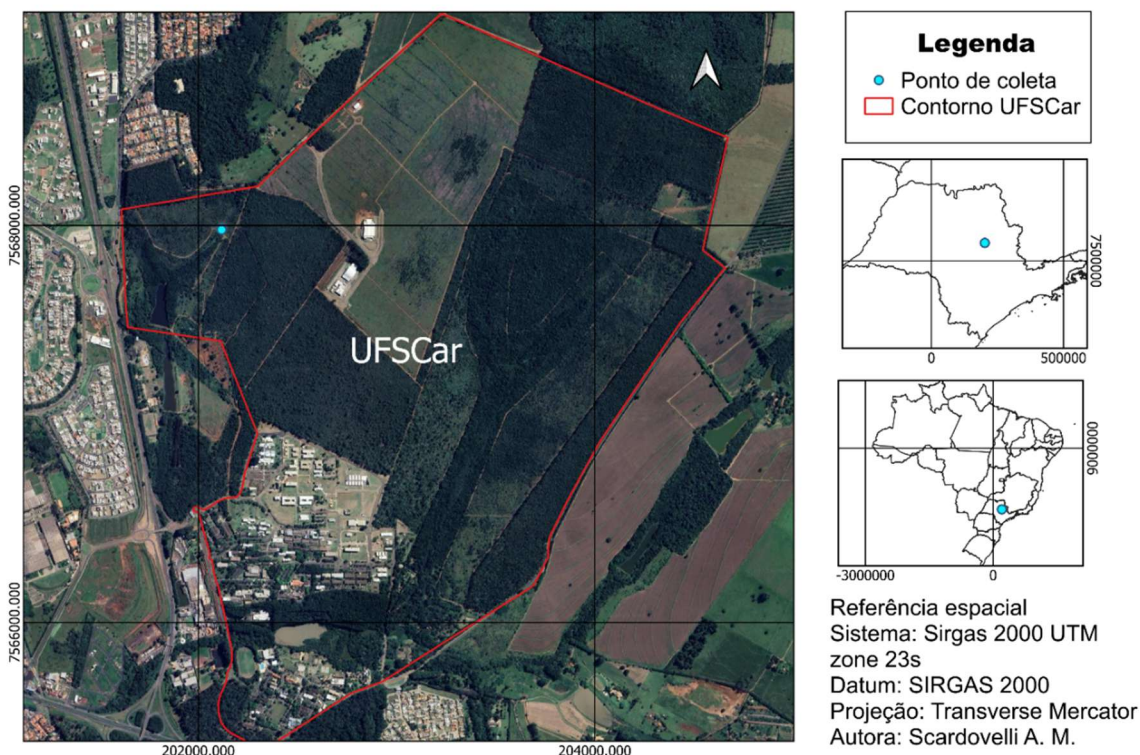 Legenda
Ponto de coleta
Contorno UFSCar
UFSCar
7568000.000
7566000.000
202000.000
204000.000
7500000
0
500000
9000000
-3000000
0
Referência espacial
Sistema: Sirgas 2000 UTM
zone 23s
Datum: SIRGAS 2000
Projeção: Transverse Mercator
Autora: Scardovelli A. M.